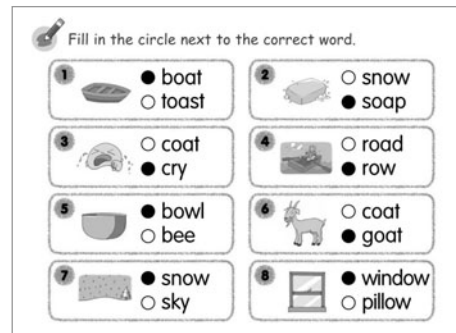 Fill in the circle next to the correct word.
1 boat
toast
2 snow
soap
3 coat
cry
4 road
row
5 bowl
bee
6 coat
goat
7 snow
sky
8 window
pillow